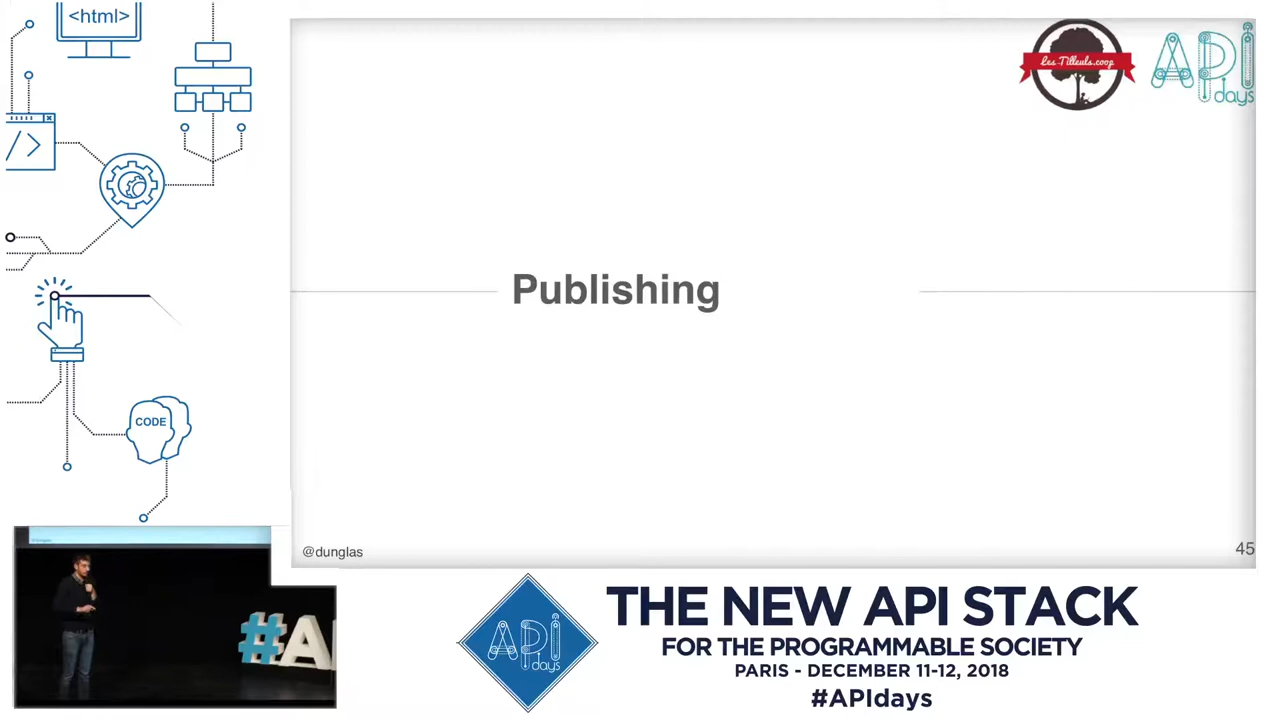 <html>
</>
CODE
Les-Tilleuls.coop
API
days
Publishing
@dunglas
45
#A
API
days
THE NEW API STACK
FOR THE PROGRAMMABLE SOCIETY
PARIS - DECEMBER 11-12, 2018
#APIdays